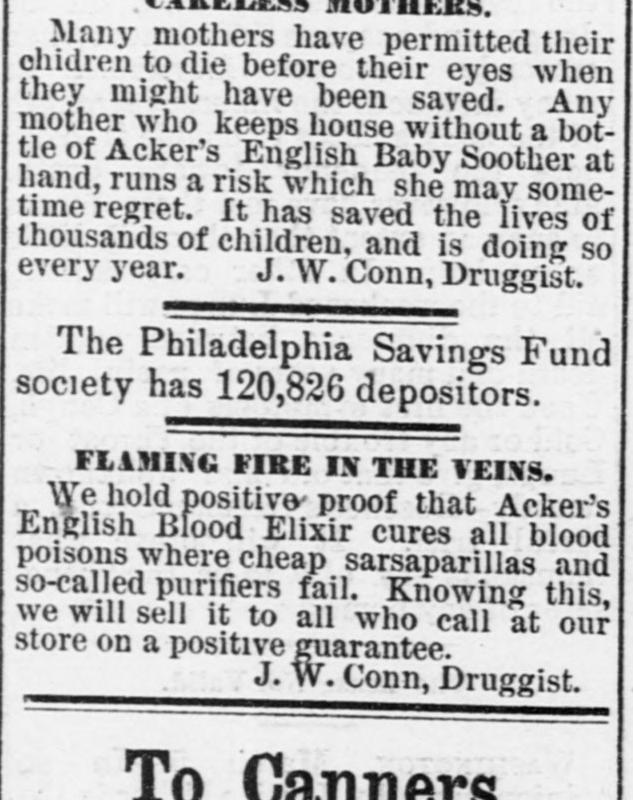 CARELESS MOTHERS.
Many mothers have permitted their
chidren to die before their eyes when
they might have been saved. Any
mother who keeps house without a bot-
tle of Acker's English Baby Soother at
hand, runs a risk which she may some-
time regret. It has saved the lives of
thousands of children, and is doing so
every year. J. W. Conn, Druggist.
The Philadelphia Savings Fund
society has 120,826 depositors.
FLAMING FIRE IN THE VEINS.
We hold positive proof that Acker's
English Blood Elixir cures all blood
poisons where cheap sarsaparillas and
so-called purifiers fail. Knowing this,
we will sell it to all who call at our
store on a positive guarantee.
J. W. Conn, Druggist.
To Canners